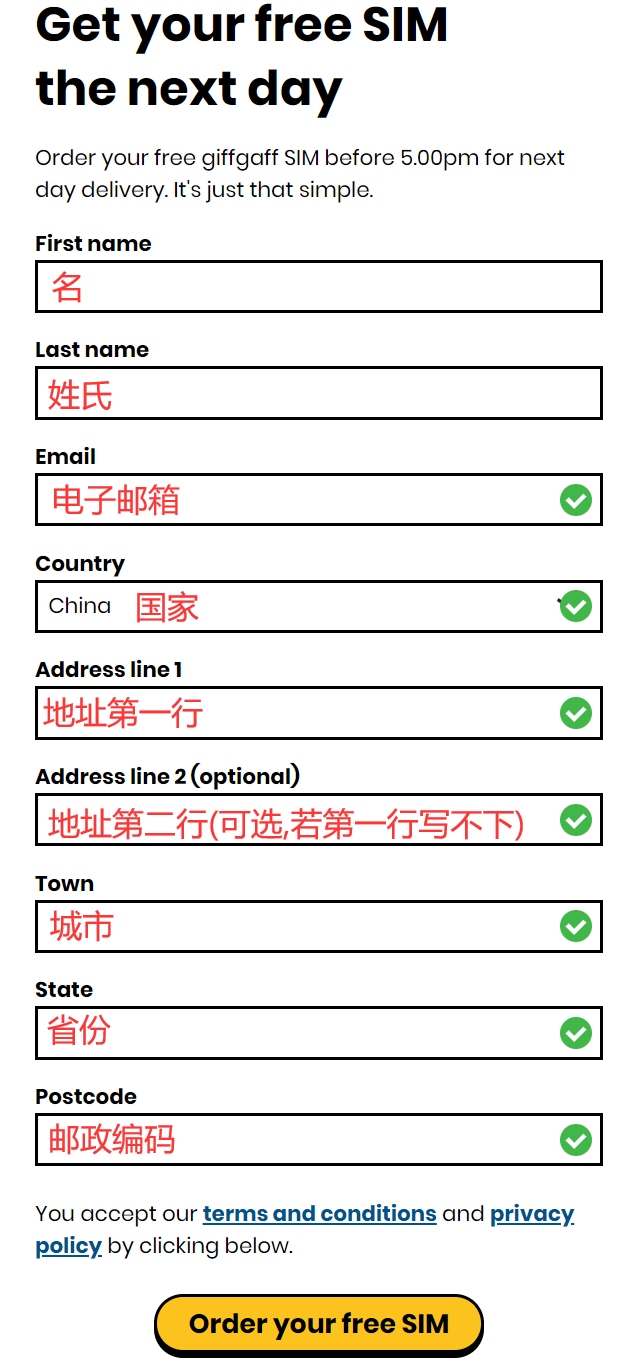 Get your free SIM
the next day
Order your free giffgaff SIM before 5.00pm for next
day delivery. It's just that simple.
First name
名
Last name
姓氏
Email
电子邮箱
Country
China 国家
Address line 1
地址第一行
Address line 2 (optional)
地址第二行(可选,若第一行写不下)
Town
城市
State
省份
Postcode
邮政编码
You accept our terms and conditions and privacy
policy by clicking below.
Order your free SIM